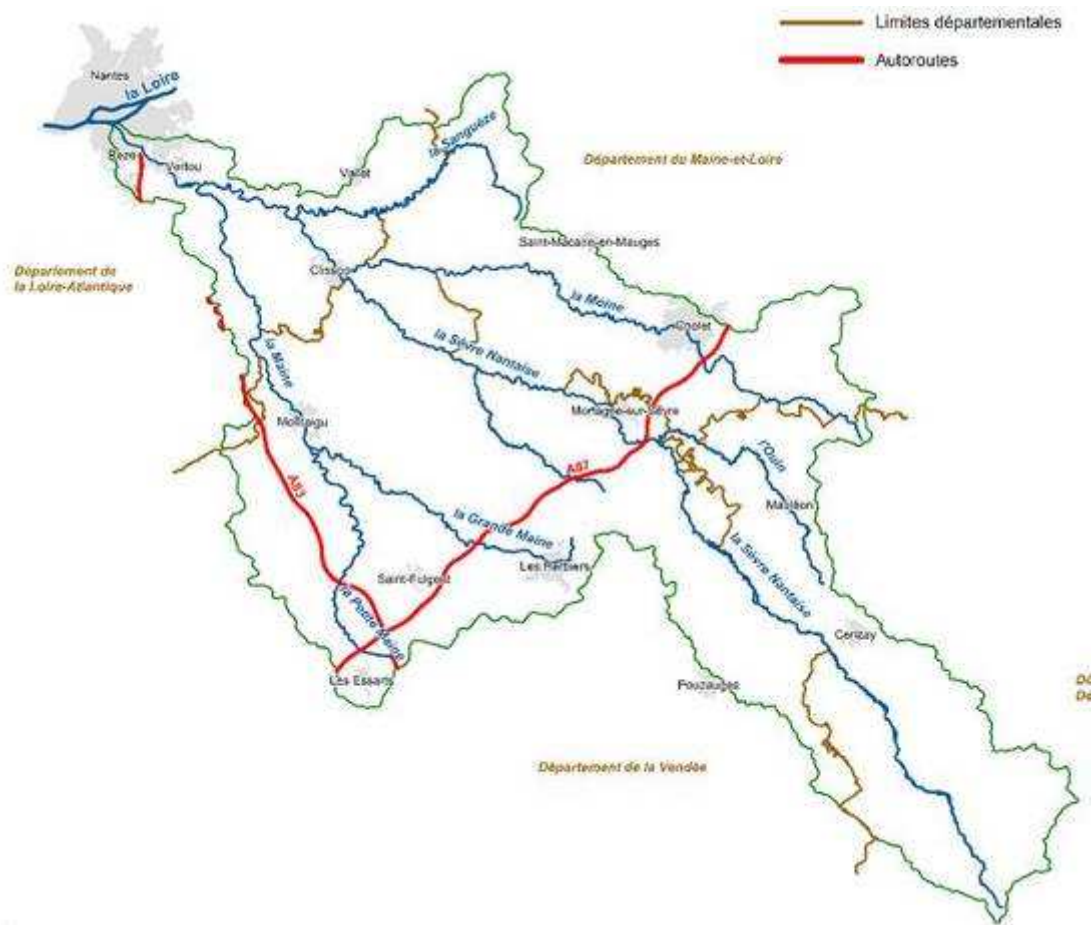 Limites départementales
Autoroutes
Nantes
la Loire
Vertou
Vallet
la Sanguèze
Département du Maine-et-Loire
Saint-Macaire-en-Mauges
Département de
la Loire-Atlantique
Clisson
la Moine
Cholet
la Maine
la Sèvre Nantaise
Mortagne-sur-Sèvre
Montaigu
A83
A87
l'Ouin
Mauléon
la Grande Maine
Les Herbiers
la Sèvre Nantaise
Saint-Fulgent
la Petite Maine
Cerizay
Les Essarts
Pouzauges
Département de la Vendée